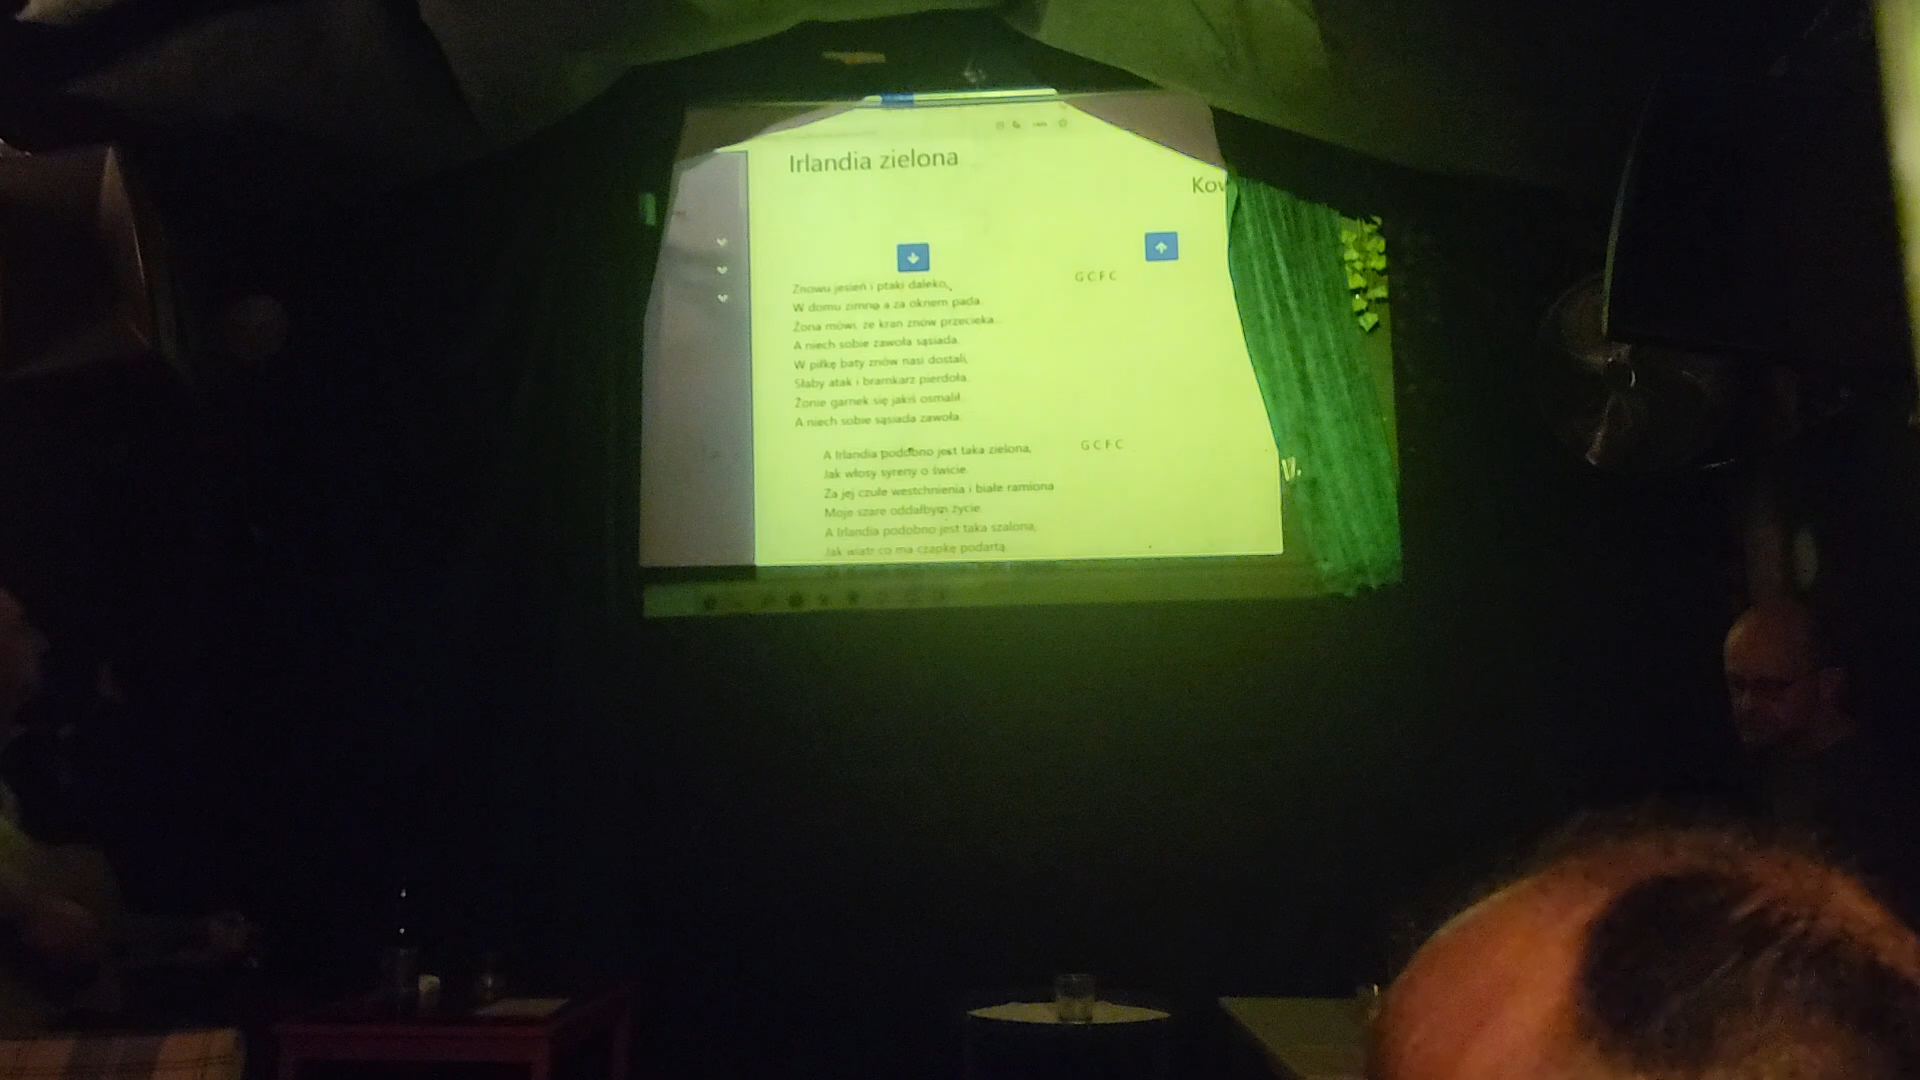 Irlandia zielona
Kow
Znowu jesień i ptaki daleko,
G C F C
W domu zimno a za oknem pada.
Żona mówi, że kran znów przecieka...
A niech sobie zawoła sąsiada.
W piłkę baty znów nasi dostali,
Słaby atak i bramkarz pierdoła.
Żonie garnek się jakiś osmalił.
A niech sobie sąsiada zawoła.
A Irlandia podobno jest taka zielona,
G C F C
Jak włosy syreny o świcie.
Za jej czułe westchnienia i białe ramiona
Moje szare oddałbym życie.
A Irlandia podobno jest taka szalona,
Jak wiatr co ma czapkę podartą.